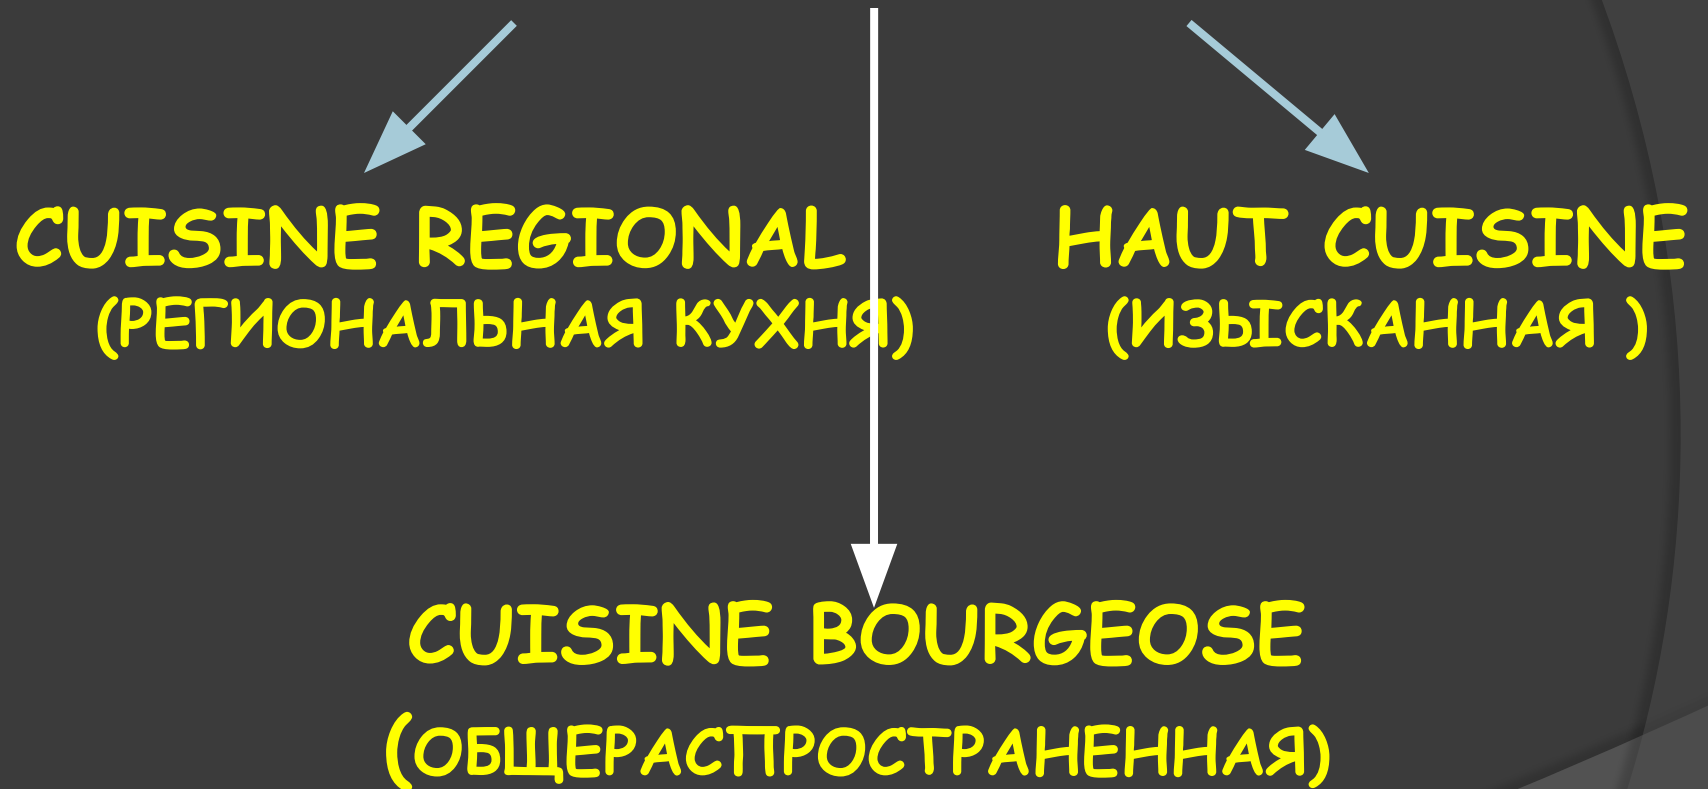 CUISINE REGIONAL
(РЕГИОНАЛЬНАЯ КУХНЯ)
HAUT CUISINE
(ИЗЫСКАННАЯ )
CUISINE BOURGEOSE
(ОБЩЕРАСПРОСТРАНЕННАЯ)